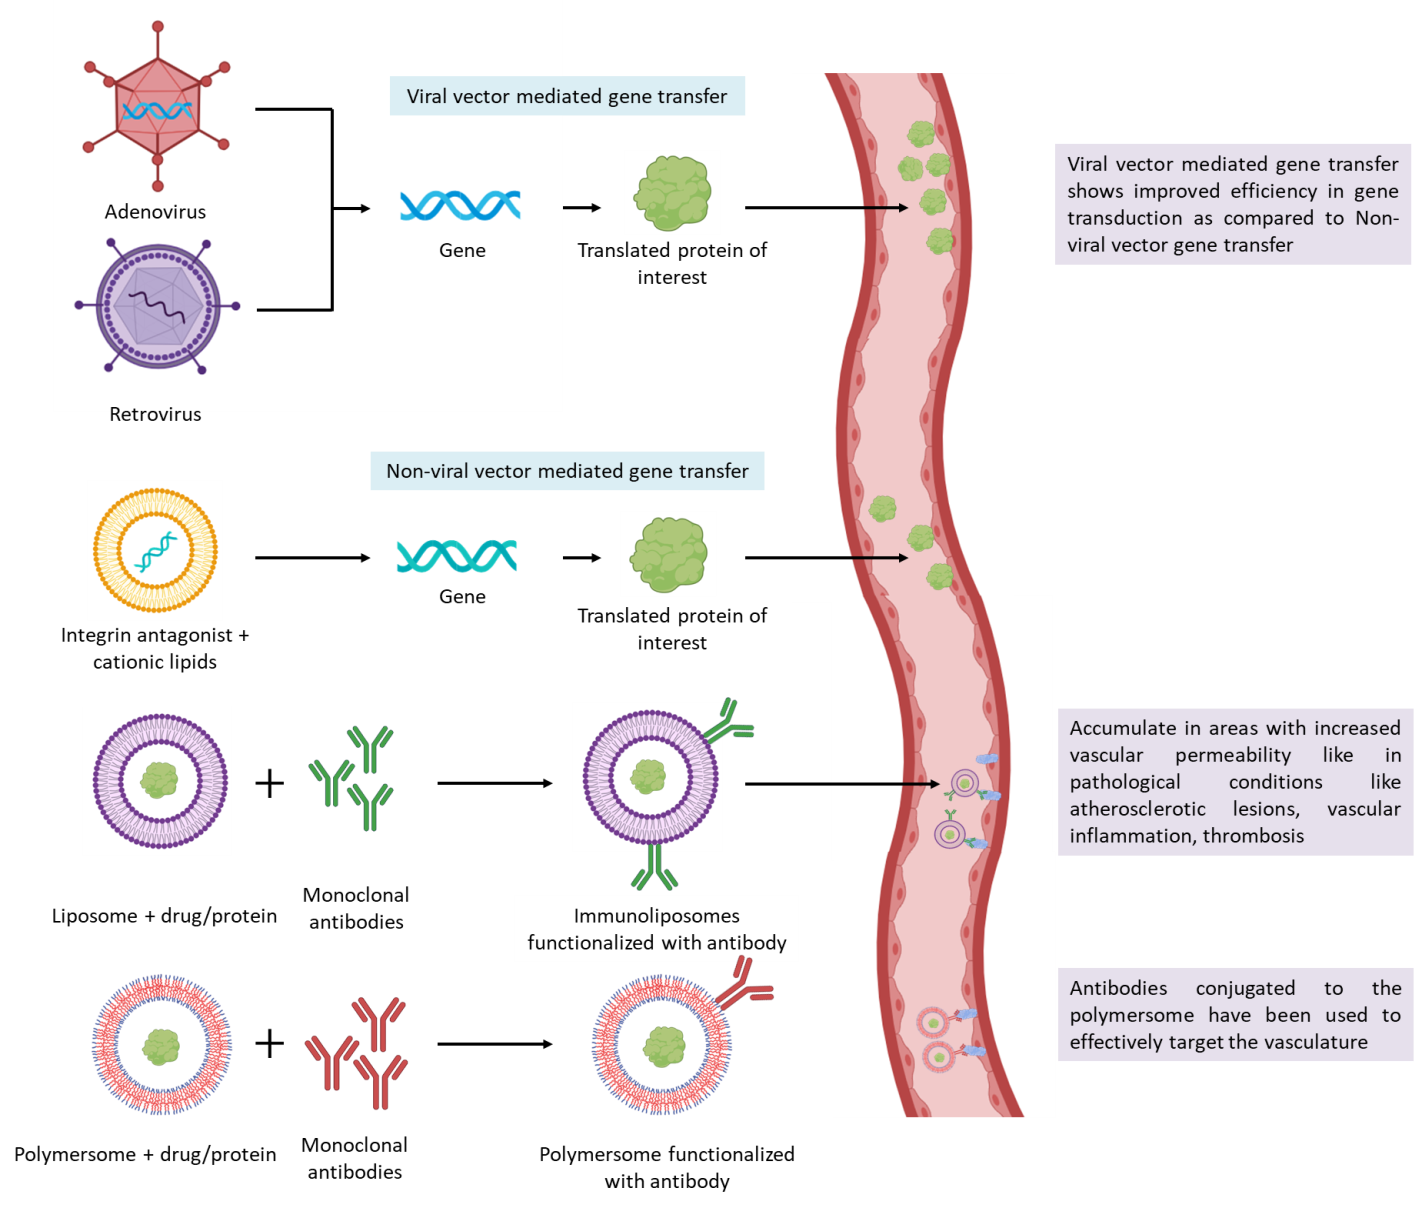 Viral vector mediated gene transfer
Adenovirus
Gene
Translated protein of
interest
Viral vector mediated gene transfer
shows improved efficiency in gene
transduction as compared to Non-
viral vector gene transfer
Retrovirus
Non-viral vector mediated gene transfer
Gene
Translated protein of
interest
Integrin antagonist +
cationic lipids
Liposome + drug/protein
+
Monoclonal
antibodies
Immunoliposomes
functionalized with antibody
Accumulate in areas with increased
vascular permeability like in
pathological conditions like
atherosclerotic lesions, vascular
inflammation, thrombosis
Polymersome + drug/protein
+
Monoclonal
antibodies
Polymersome functionalized
with antibody
Antibodies conjugated to the
polymersome have been used to
effectively target the vasculature